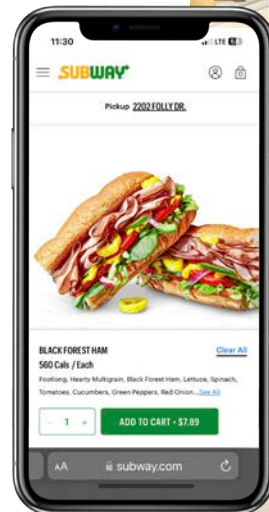 11:30 LTE
SUBWAY
0
Pickup 2202 FOLLY DR.
BLACK FOREST HAM Clear All
560 Cals / Each
Footlong, Hearty Multigrain, Black Forest Ham, Lettuce, Spinach,
Tomatoes, Cucumbers, Green Peppers, Red Onion...See All
- 1 + ADD TO CART - $7.89
AA subway.com